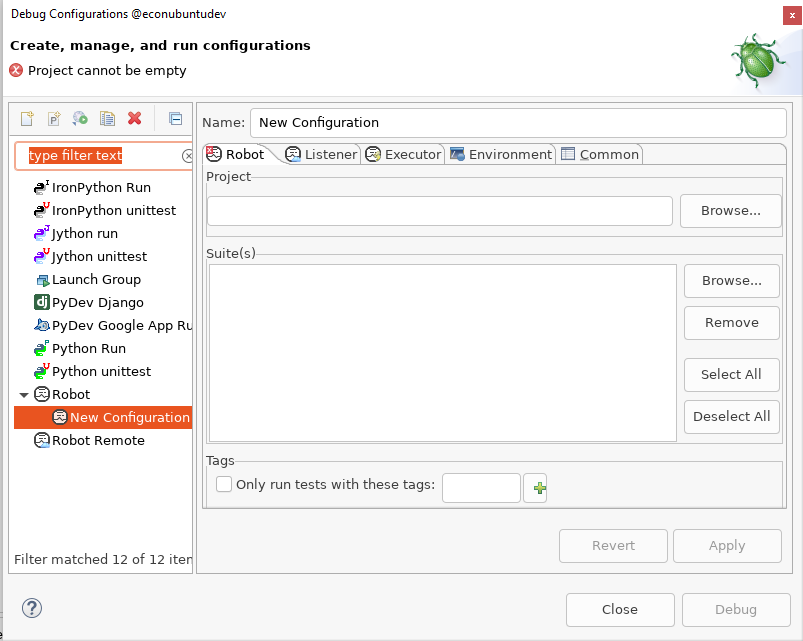 Debug Configurations @econubuntudev
x
Create, manage, and run configurations
Project cannot be empty
type filter text
IronPython Run
IronPython unittest
Jython run
Jython unittest
Launch Group
PyDev Django
PyDev Google App Ru
Python Run
Python unittest
Robot
New Configuration
Robot Remote
Filter matched 12 of 12 iten
Name: New Configuration
Robot Listener Executor Environment Common
Project
Browse...
Suite(s)
Browse...
Remove
Select All
Deselect All
Tags
Only run tests with these tags:
Revert Apply
? Close Debug